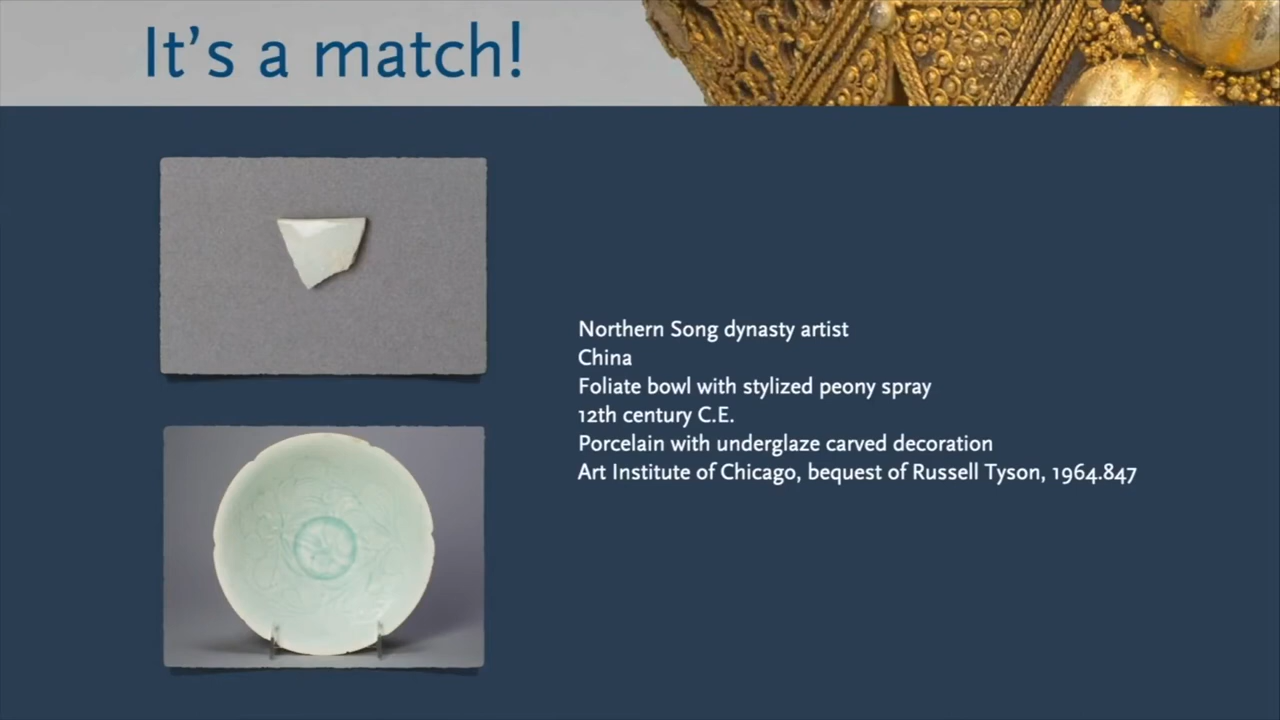 It's a match!
Northern Song dynasty artist
China
Foliate bowl with stylized peony spray
12th century C.E.
Porcelain with underglaze carved decoration
Art Institute of Chicago, bequest of Russell Tyson, 1964.847